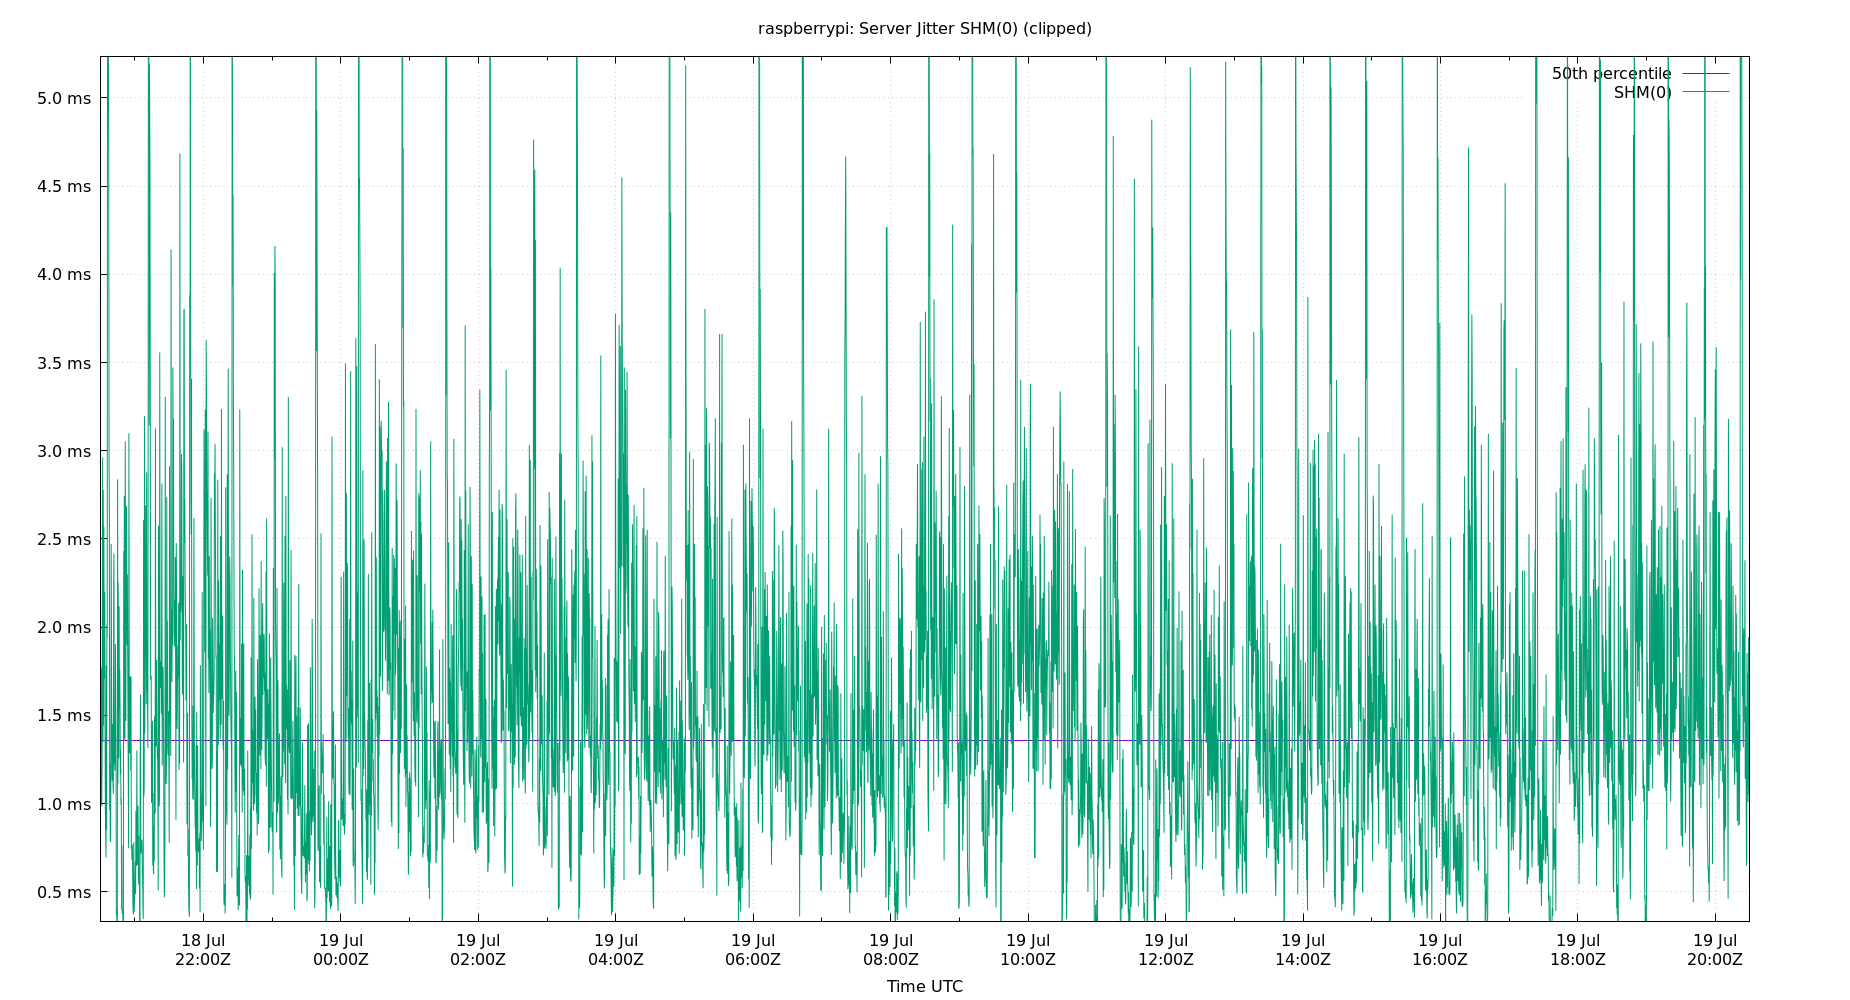 raspberrypi: Server Jitter SHM(0) (clipped)
50th percentile
SHM(0)
5.0 ms
4.5 ms
4.0 ms
3.5 ms
3.0 ms
2.5 ms
2.0 ms
1.5 ms
1.0 ms
0.5 ms
18 Jul 19 Jul 19 Jul 19 Jul 19 Jul 19 Jul 19 Jul 19 Jul 19 Jul 19 Jul 19 Jul 19 Jul
22:00Z 00:00Z 02:00Z 04:00Z 06:00Z 08:00Z 10:00Z 12:00Z 14:00Z 16:00Z 18:00Z 20:00Z
Time UTC